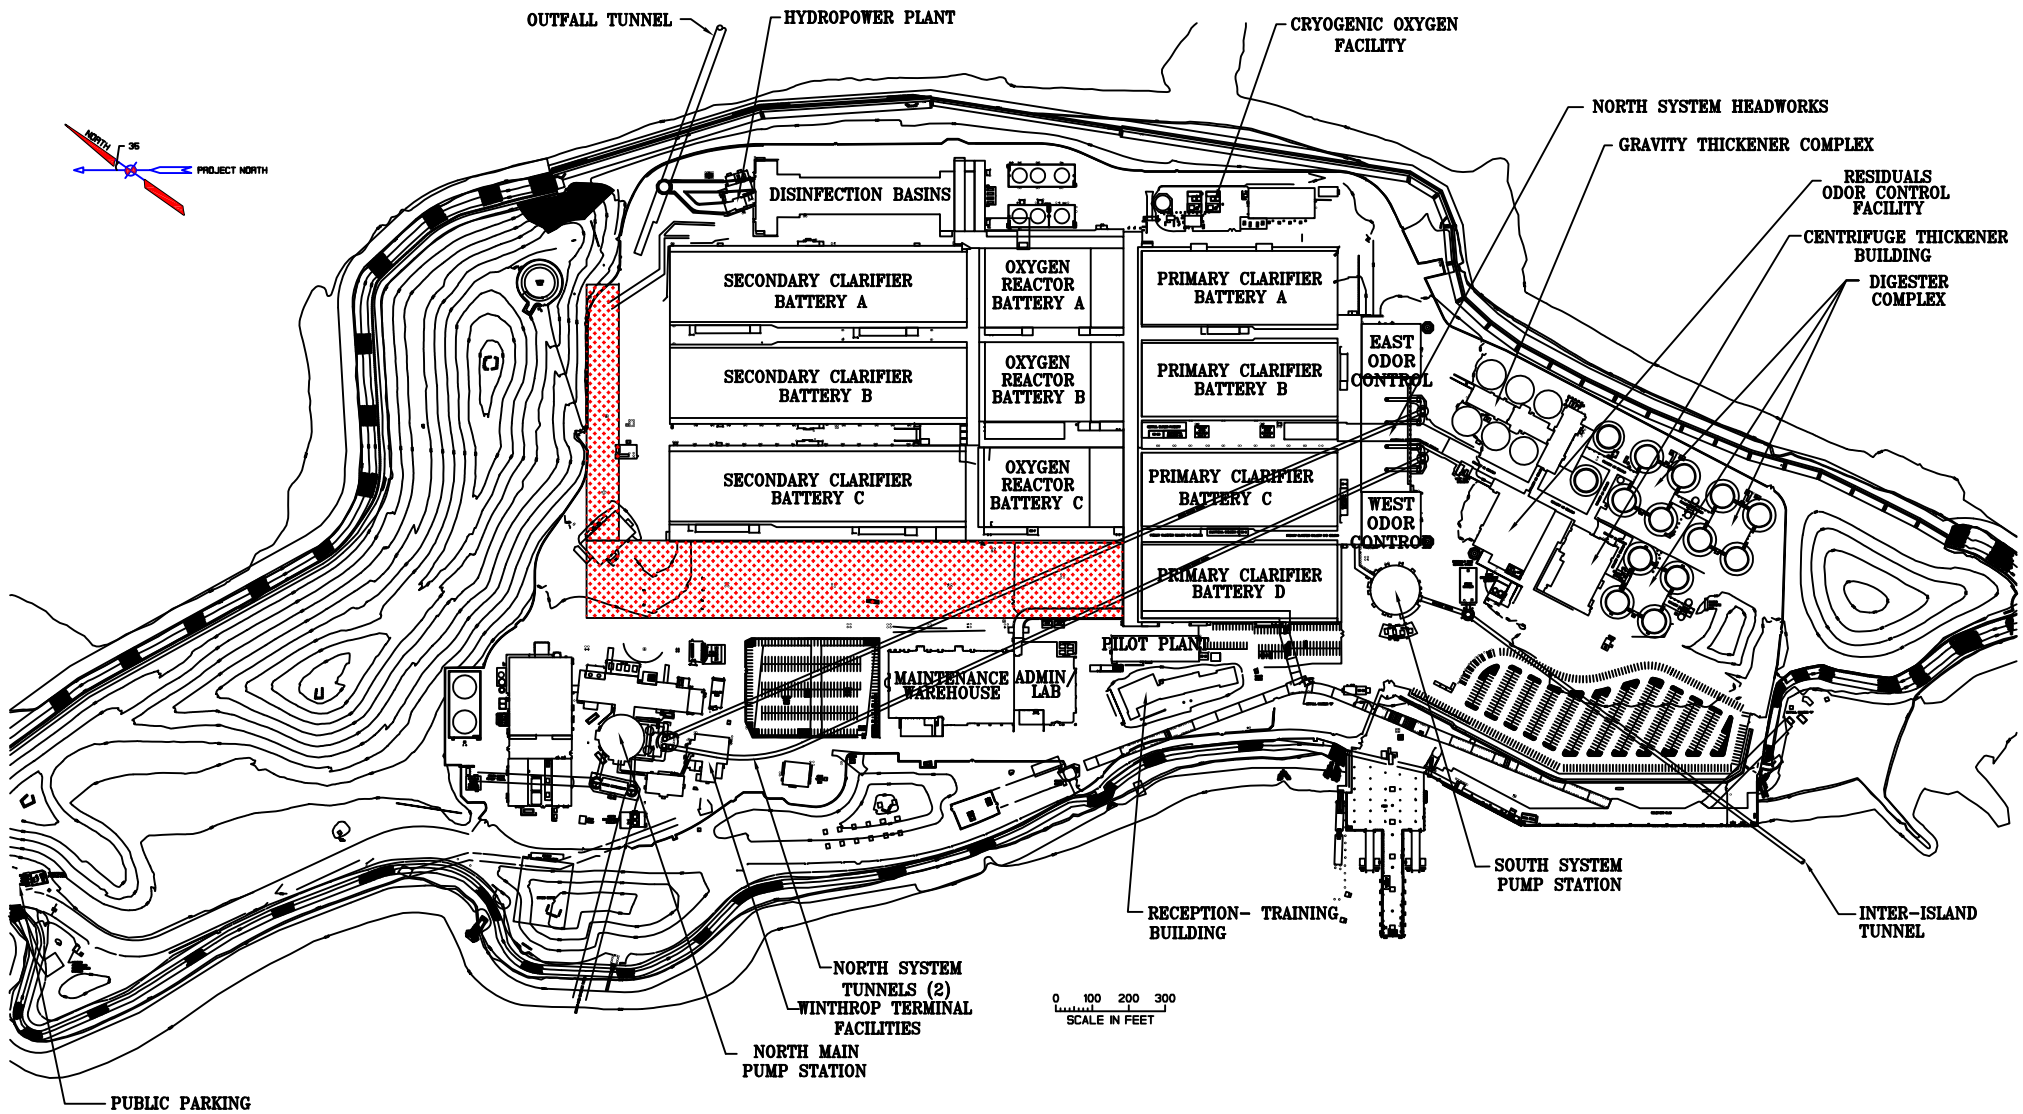 OUTFALL TUNNEL
HYDROPOWER PLANT
CRYOGENIC OXYGEN
FACILITY
NORTH SYSTEM HEADWORKS
GRAVITY THICKENER COMPLEX
RESIDUALS
ODOR CONTROL
FACILITY
CENTRIFUGE THICKENER
BUILDING
DIGESTER
COMPLEX
NORTH
36
PROJECT NORTH
DISINFECTION BASINS
SECONDARY CLARIFIER
BATTERY A
OXYGEN
REACTOR
BATTERY A
PRIMARY CLARIFIER
BATTERY A
EAST
ODOR
CONTROL
SECONDARY CLARIFIER
BATTERY B
OXYGEN
REACTOR
BATTERY B
PRIMARY CLARIFIER
BATTERY B
SECONDARY CLARIFIER
BATTERY C
OXYGEN
REACTOR
BATTERY C
PRIMARY CLARIFIER
BATTERY C
WEST
ODOR
CONTROL
PRIMARY CLARIFIER
BATTERY D
PILOT PLANT
MAINTENANCE
WAREHOUSE
ADMIN/
LAB
SOUTH SYSTEM
PUMP STATION
RECEPTION- TRAINING
BUILDING
INTER-ISLAND
TUNNEL
NORTH SYSTEM
TUNNELS (2)
WINTHROP TERMINAL
FACILITIES
NORTH MAIN
PUMP STATION
0 100 200 300
SCALE IN FEET
PUBLIC PARKING